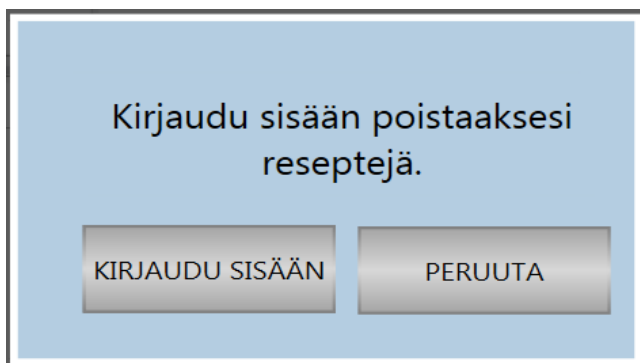 Kirjaudu sisään poistaaksesi
reseptejä.
KIRJAUDU SISÄÄN
PERUUTA